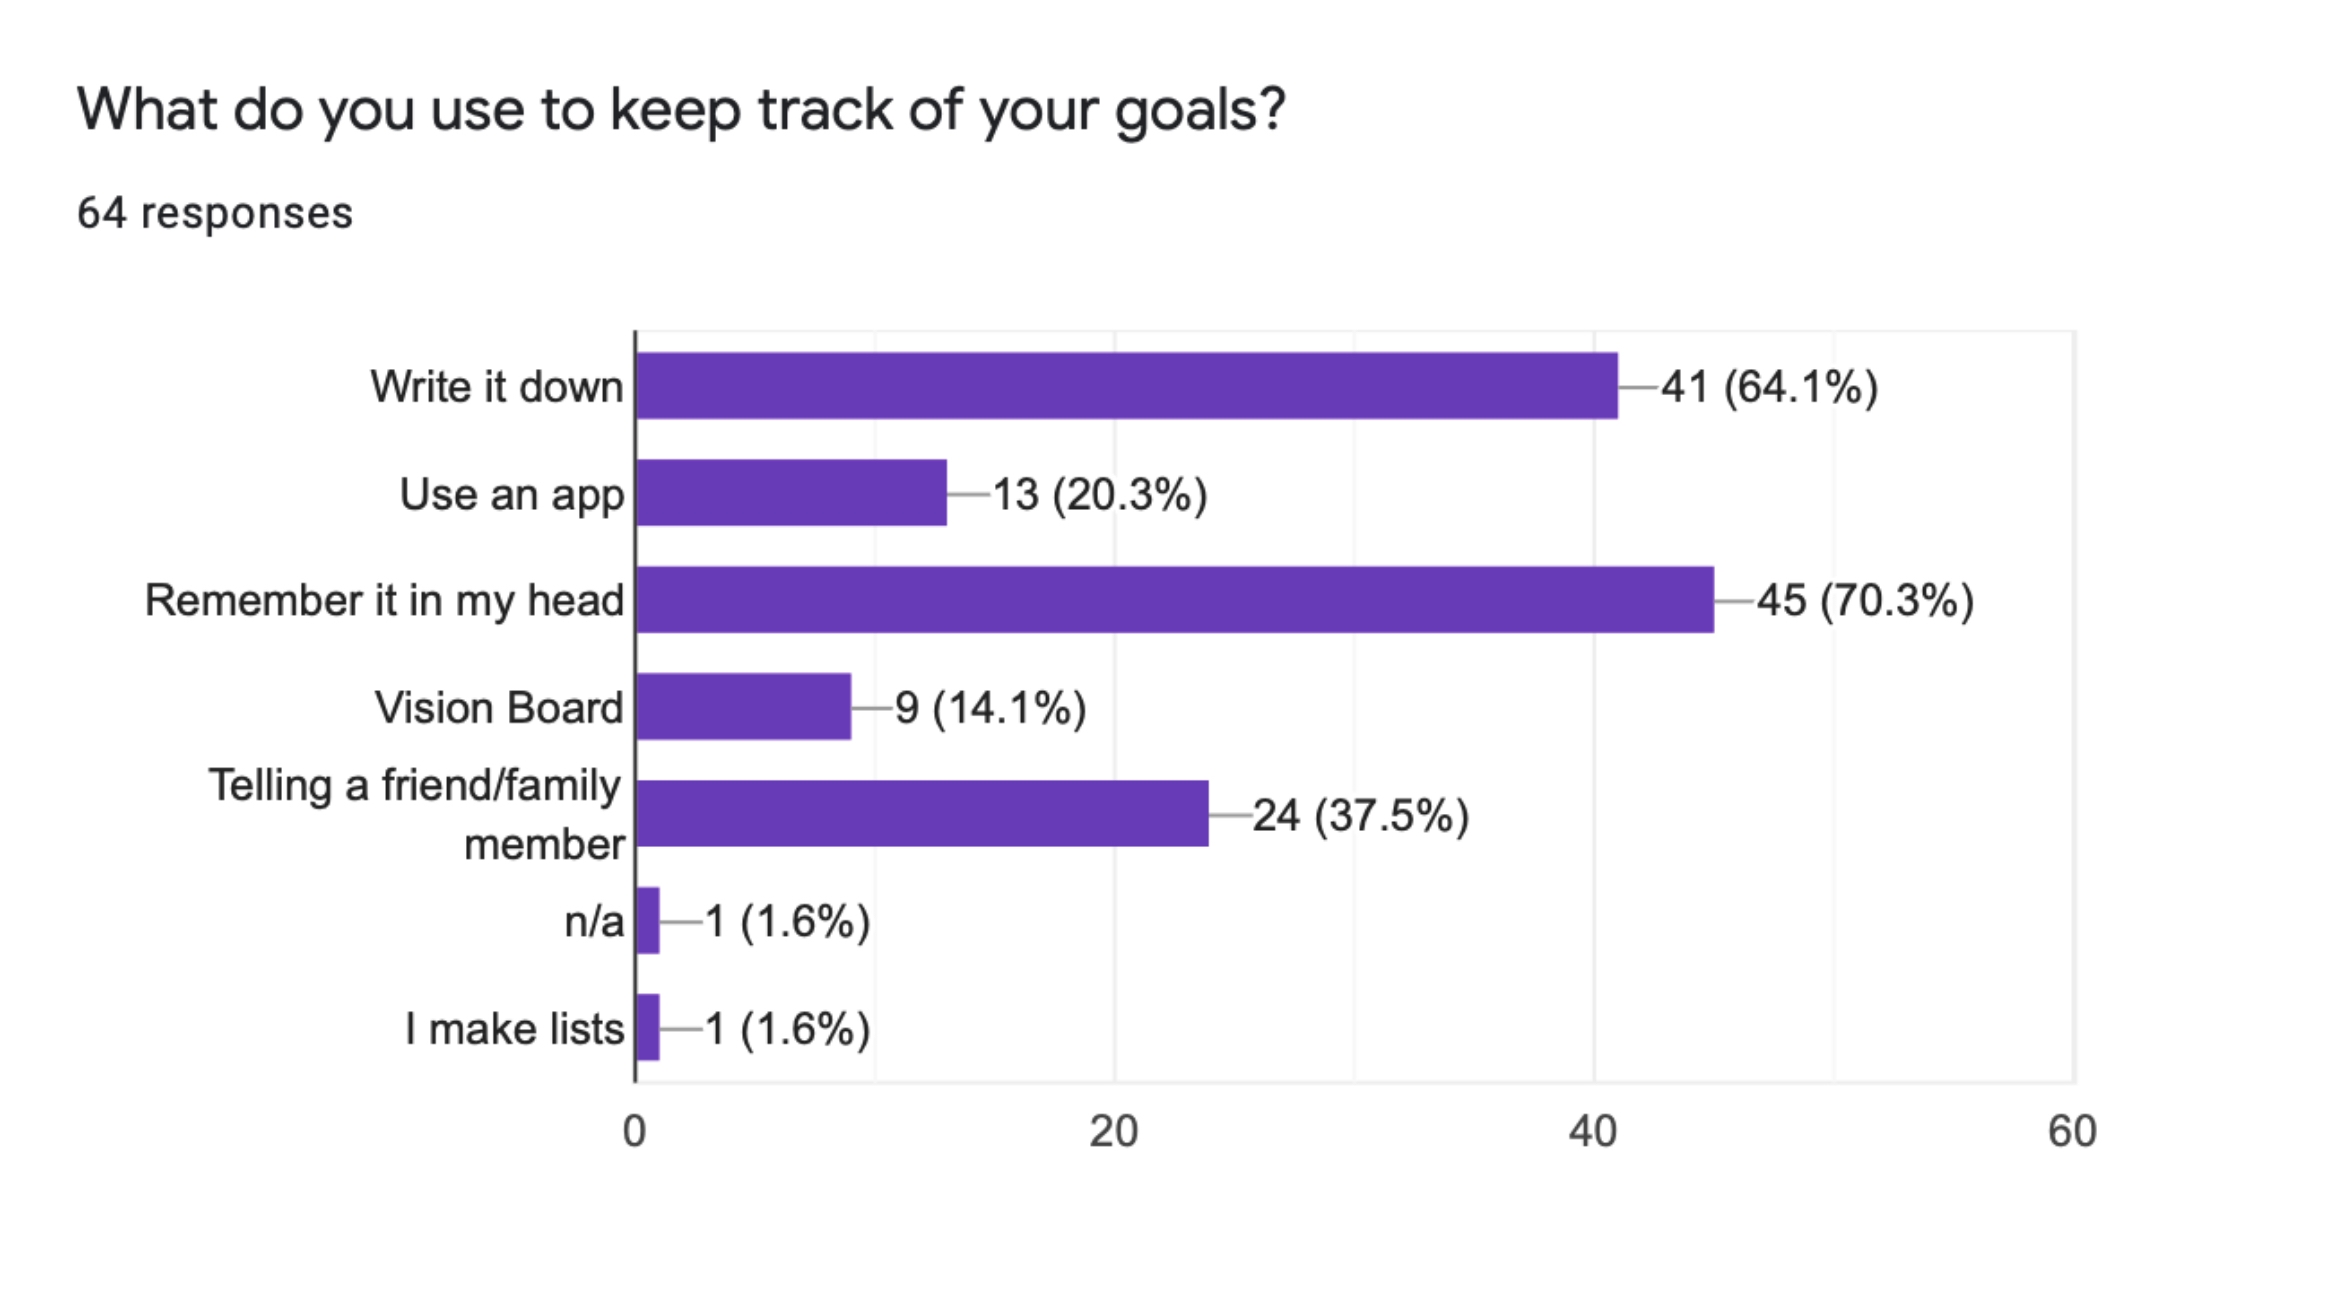 What do you use to keep track of your goals?
64 responses
Write it down
41 (64.1%)
Use an app
13 (20.3%)
Remember it in my head
45 (70.3%)
Vision Board
9 (14.1%)
Telling a friend/family
member
24 (37.5%)
n/a
1 (1.6%)
I make lists
1 (1.6%)
0
20
40
60